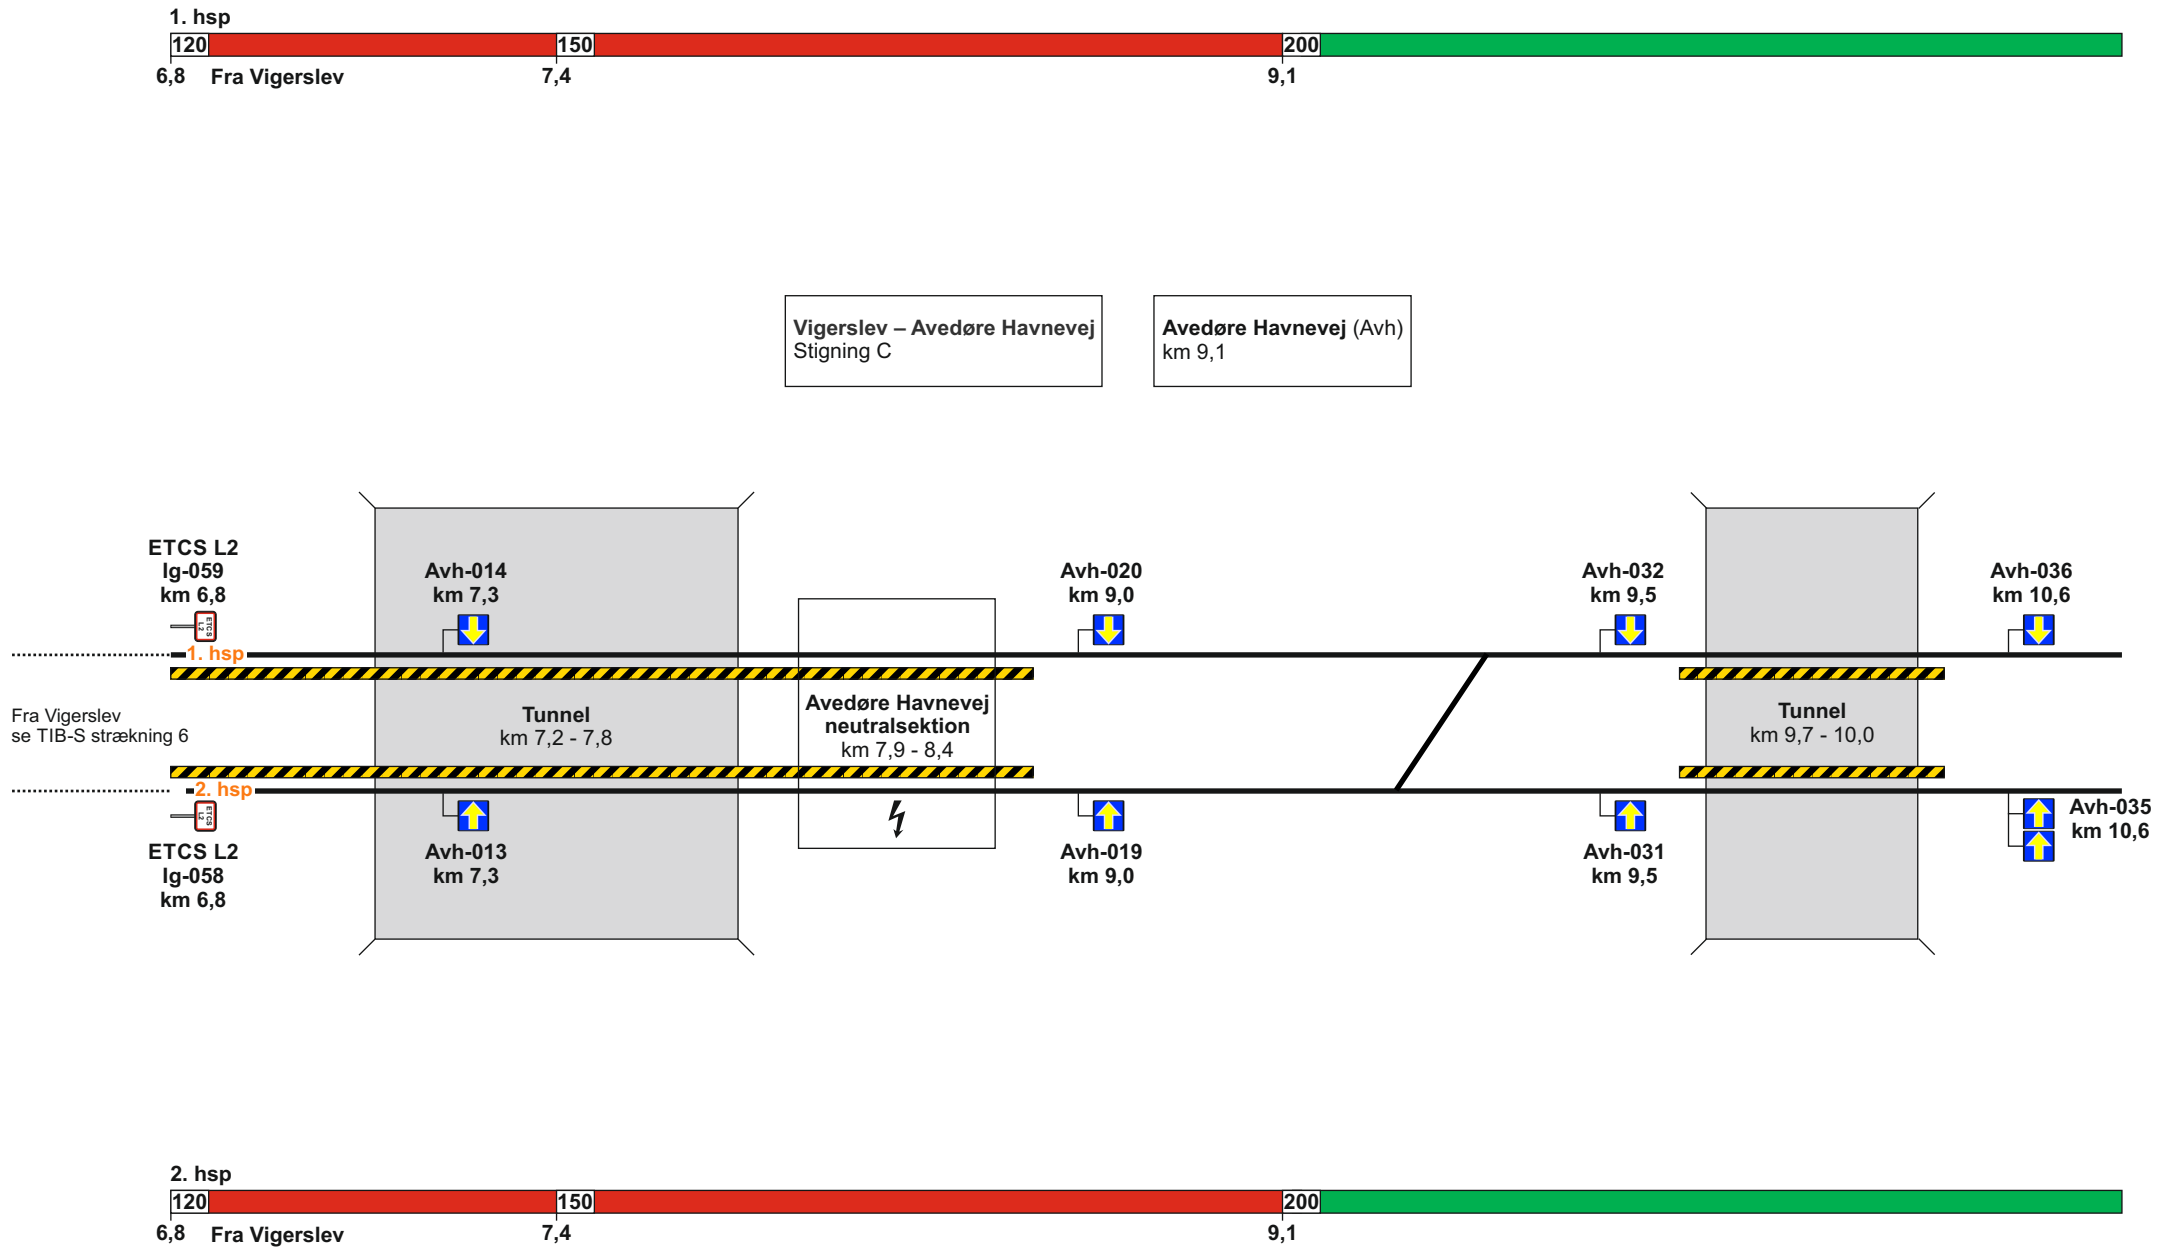 1. hsp
120 150 200
6,8 Fra Vigerslev 7,4 9,1
Vigerslev – Avedøre Havnevej
Stigning C
Avedøre Havnevej (Avh)
km 9,1
ETCS L2
Ig-059
km 6,8
Avh-014
km 7,3
Avh-020
km 9,0
Avh-032
km 9,5
Avh-036
km 10,6
ETCS
L2
1. hsp
Fra Vigerslev
se TIB-S strækning 6
Tunnel
km 7,2 - 7,8
Avedøre Havnevej
neutralsektion
km 7,9 - 8,4
Tunnel
km 9,7 - 10,0
2. hsp
ETCS
L2
ETCS L2
Ig-058
km 6,8
Avh-013
km 7,3
Avh-019
km 9,0
Avh-031
km 9,5
Avh-035
km 10,6
2. hsp
120 150 200
6,8 Fra Vigerslev 7,4 9,1